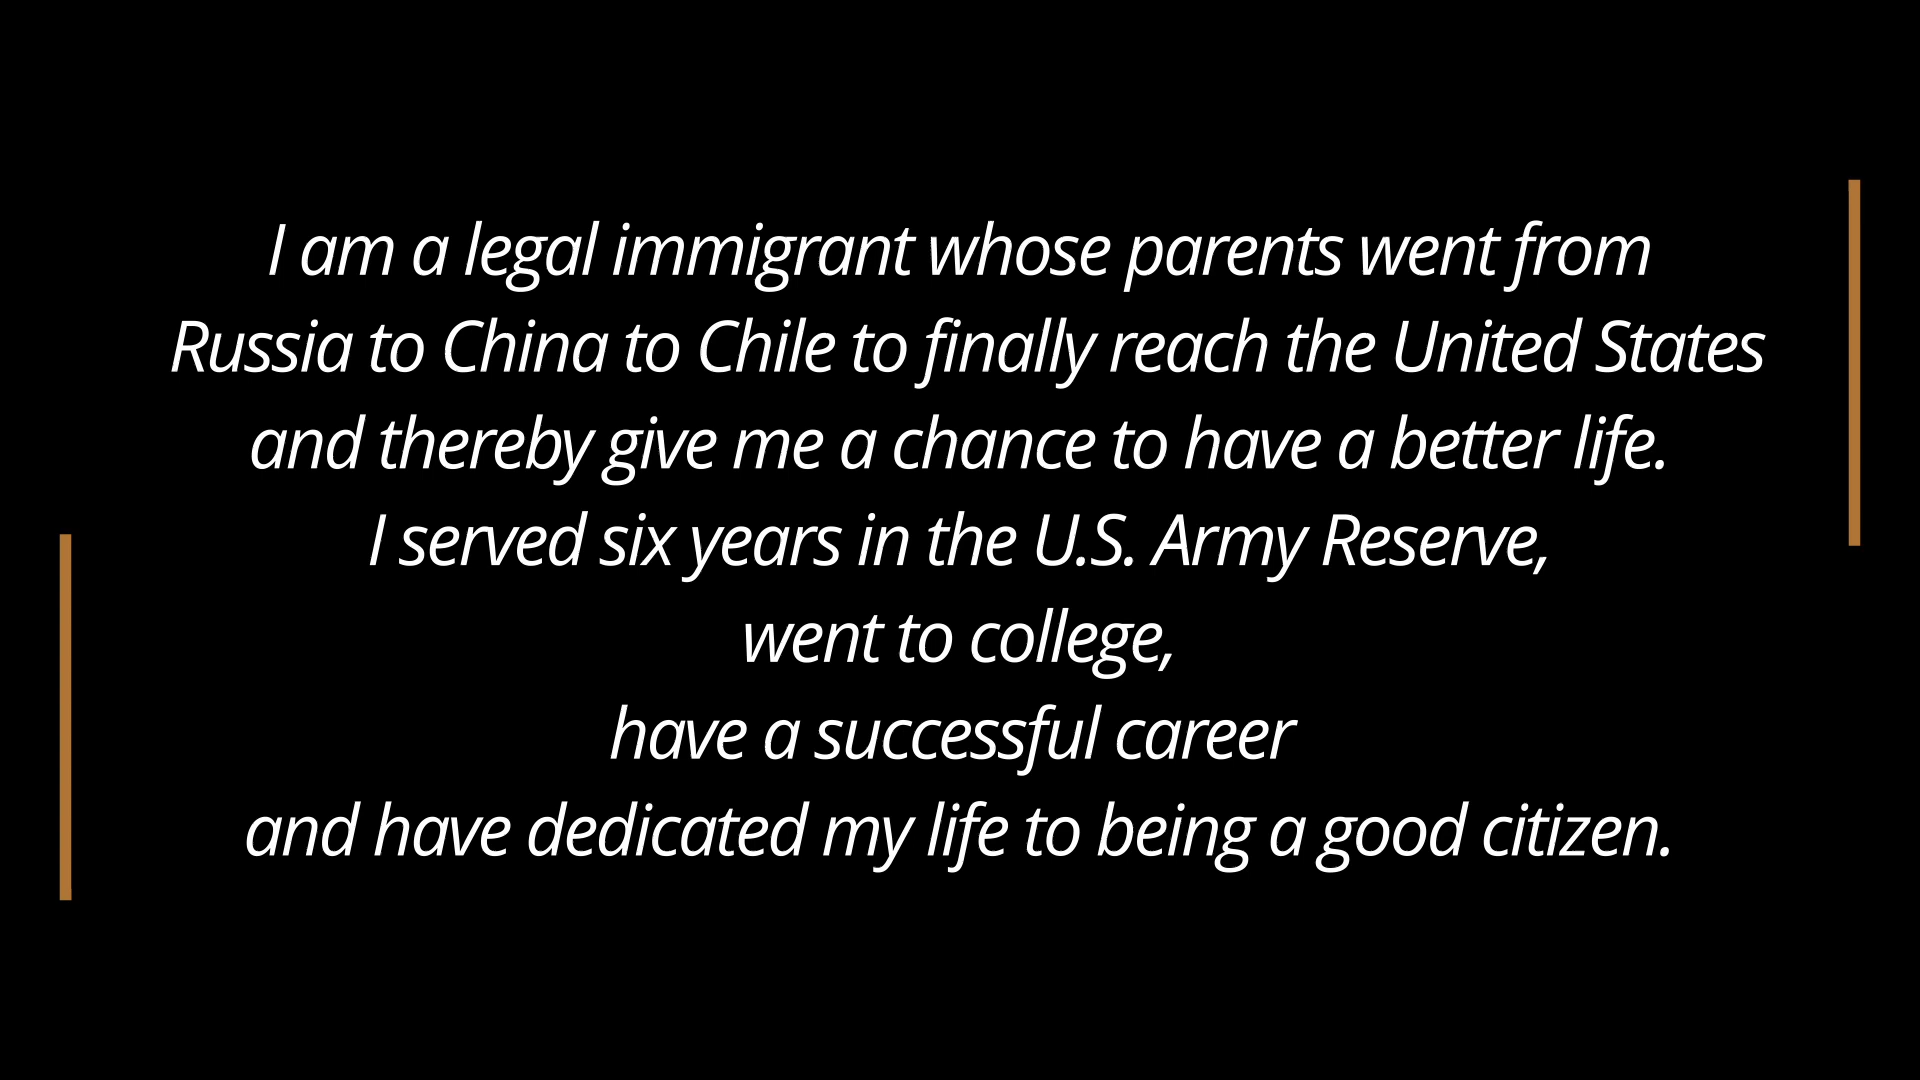 I am a legal immigrant whose parents went from
Russia to China to Chile to finally reach the United States
and thereby give me a chance to have a better life.
I served six years in the U.S. Army Reserve,
went to college,
have a successful career
and have dedicated my life to being a good citizen.